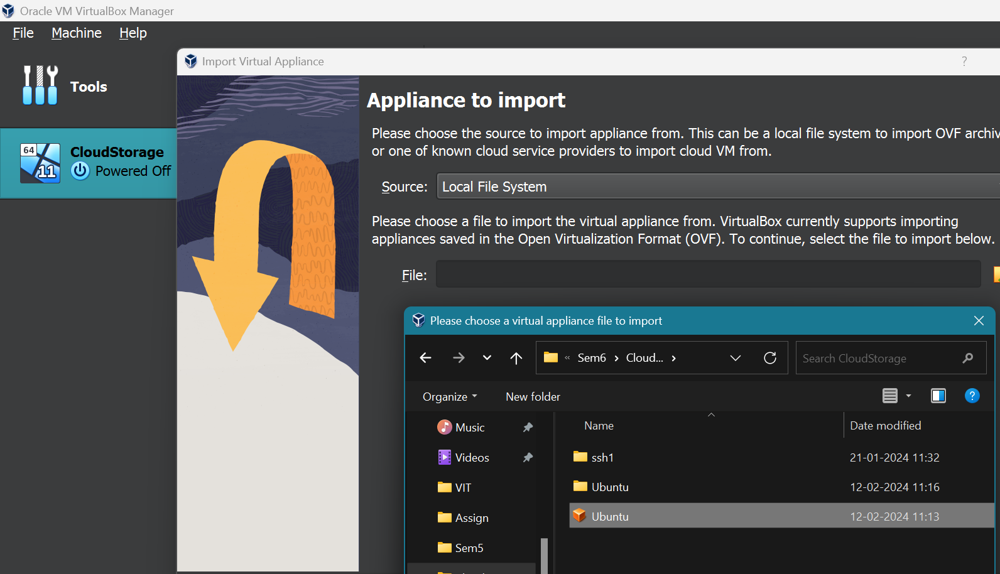 Oracle VM VirtualBox Manager
File Machine Help
Import Virtual Appliance
?
Tools
Appliance to import
Please choose the source to import appliance from. This can be a local file system to import OVF archiv
or one of known cloud service providers to import cloud VM from.
64
11
CloudStorage
Powered Off
Source: Local File System
Please choose a file to import the virtual appliance from. VirtualBox currently supports importing
appliances saved in the Open Virtualization Format (OVF). To continue, select the file to import below.
File:
Please choose a virtual appliance file to import
« Sem6 › Cloud... ›
Search CloudStorage
Organize New folder
?
Name Date modified
Music
Videos
VIT
Assign
Sem5
ssh1 21-01-2024 11:32
Ubuntu 12-02-2024 11:16
Ubuntu 12-02-2024 11:13